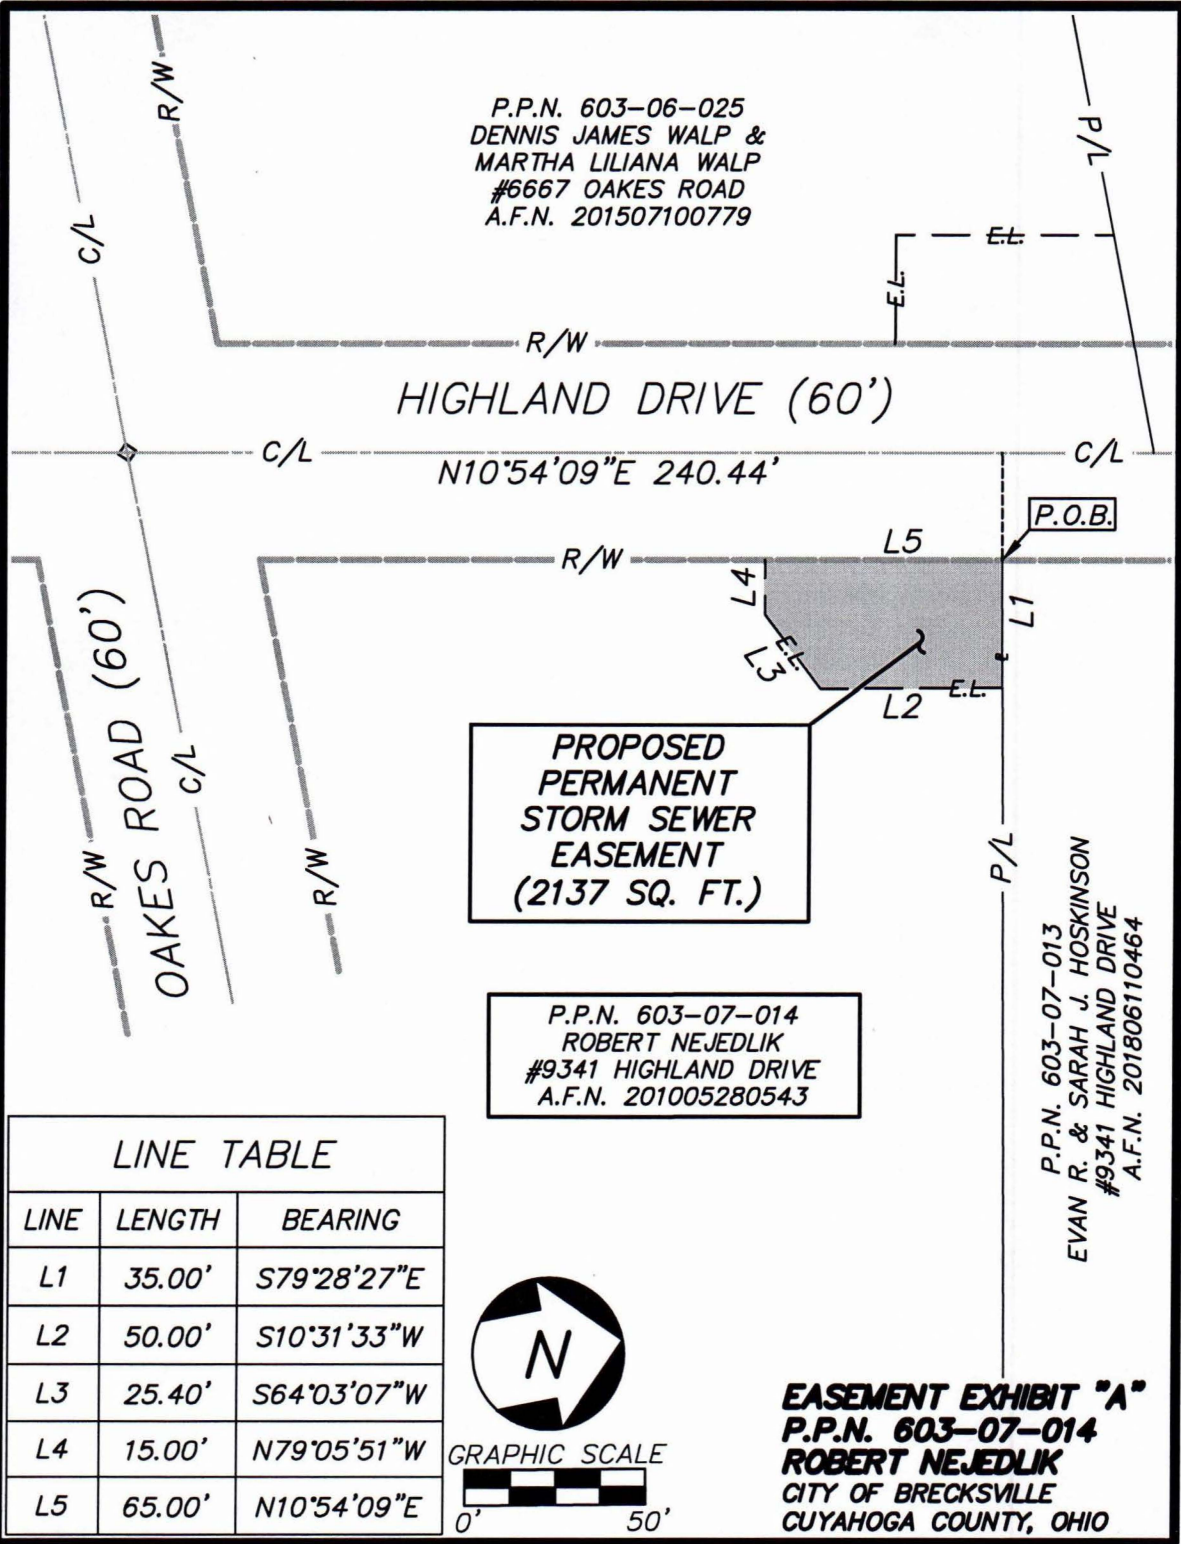 R/W
P.P.N. 603-06-025
DENNIS JAMES WALP &
MARTHA LILIANA WALP
#6667 OAKES ROAD
A.F.N. 201507100779
P/L
C/L
E.L.
E.L.
R/W
HIGHLAND DRIVE (60')
C/L
C/L
N10°54'09"E 240.44'
P.O.B.
R/W
L5
L4
L1
E.L.
L3
E.L.
L2
OAKES ROAD (60')
C/L
R/W
R/W
PROPOSED
PERMANENT
STORM SEWER
EASEMENT
(2137 SQ. FT.)
P/L
P.P.N. 603-07-013
EVAN R. & SARAH J. HOSKINSON
#9341 HIGHLAND DRIVE
A.F.N. 201806110464
P.P.N. 603-07-014
ROBERT NEJEDLIK
#9341 HIGHLAND DRIVE
A.F.N. 201005280543
LINE TABLE
LINE LENGTH BEARING
L1 35.00' S79°28'27"E
L2 50.00' S10°31'33"W
L3 25.40' S64°03'07"W
L4 15.00' N79°05'51"W
L5 65.00' N10°54'09"E
N
GRAPHIC SCALE
0' 50'
EASEMENT EXHIBIT "A"
P.P.N. 603-07-014
ROBERT NEJEDLIK
CITY OF BRECKSVILLE
CUYAHOGA COUNTY, OHIO